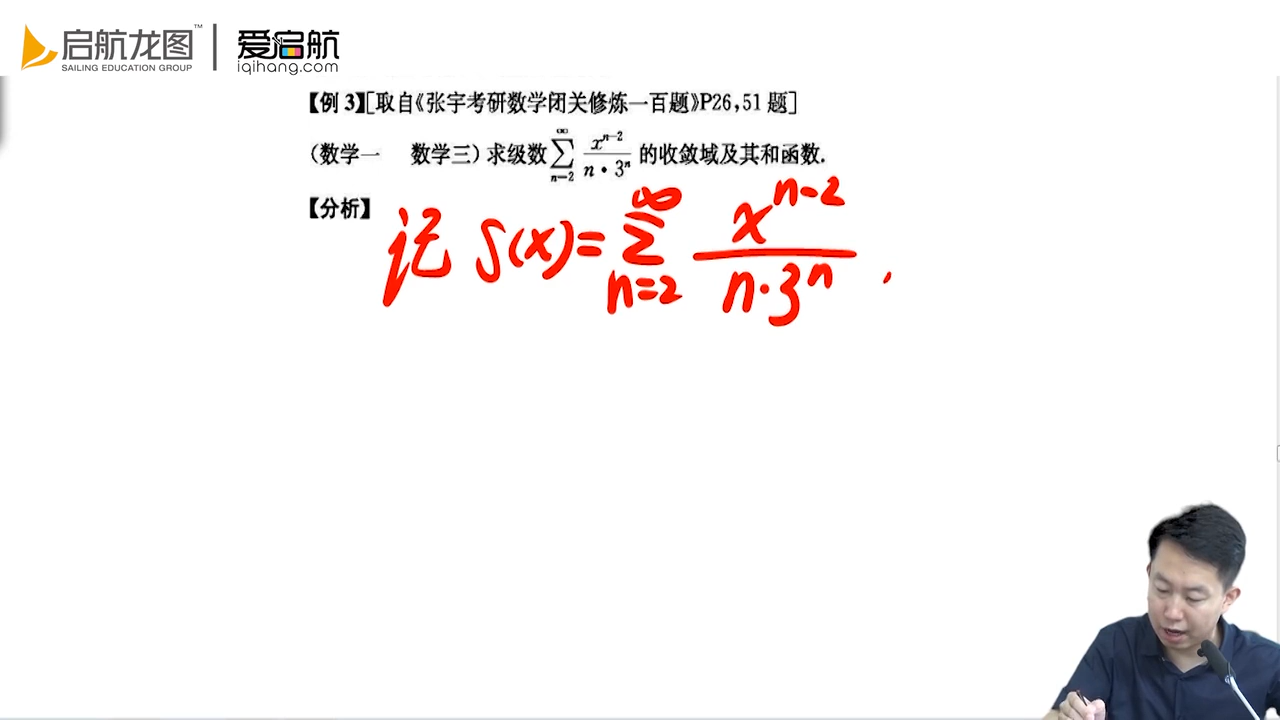 启航龙图™ 爱启航
SAILING EDUCATION GROUP iqihang.com
【例 3】[取自《张宇考研数学闭关修炼一百题》P26,51 题]
(数学一 数学三) 求级数 ∑_{n=2}^{∞} \frac{x^{n-2}}{n·3^n} 的收敛域及其和函数.
【分析】
记 S(x)=∑_{n=2}^{∞} \frac{x^{n-2}}{n·3^n} .